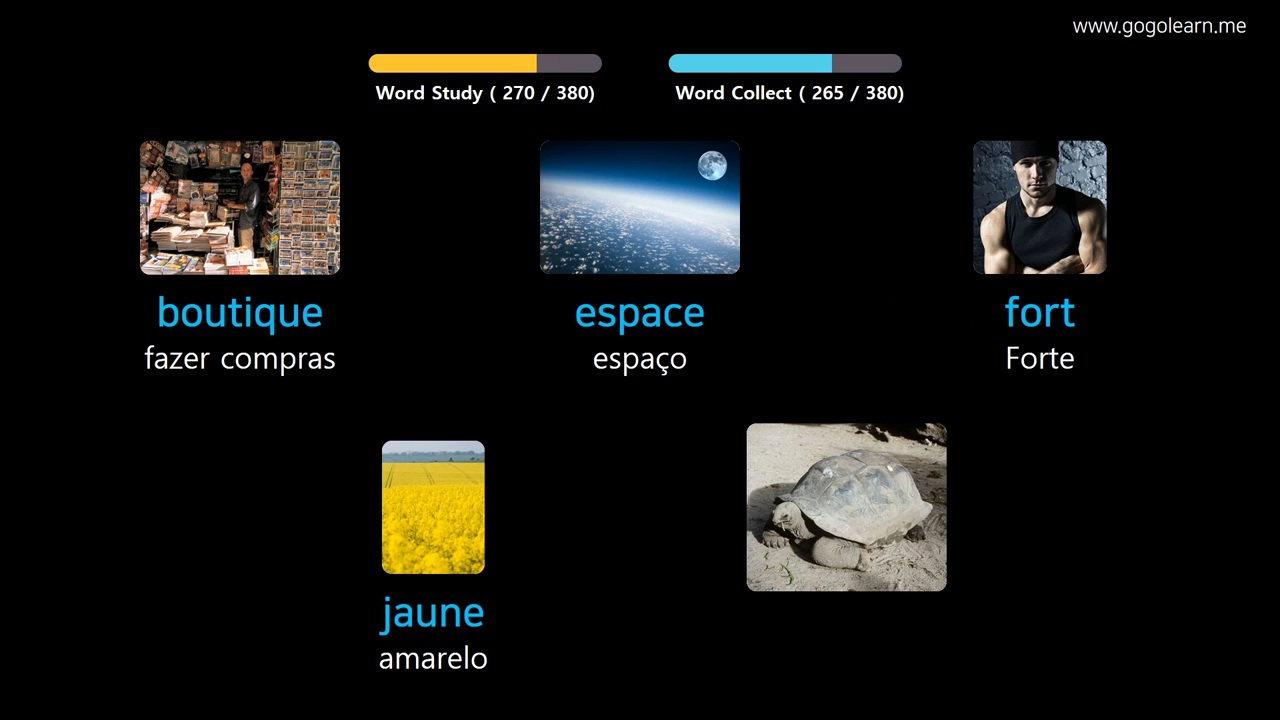 www.gogolearn.me
Word Study ( 270 / 380)
Word Collect ( 265 / 380)
boutique
fazer compras
espace
espaço
fort
Forte
jaune
amarelo